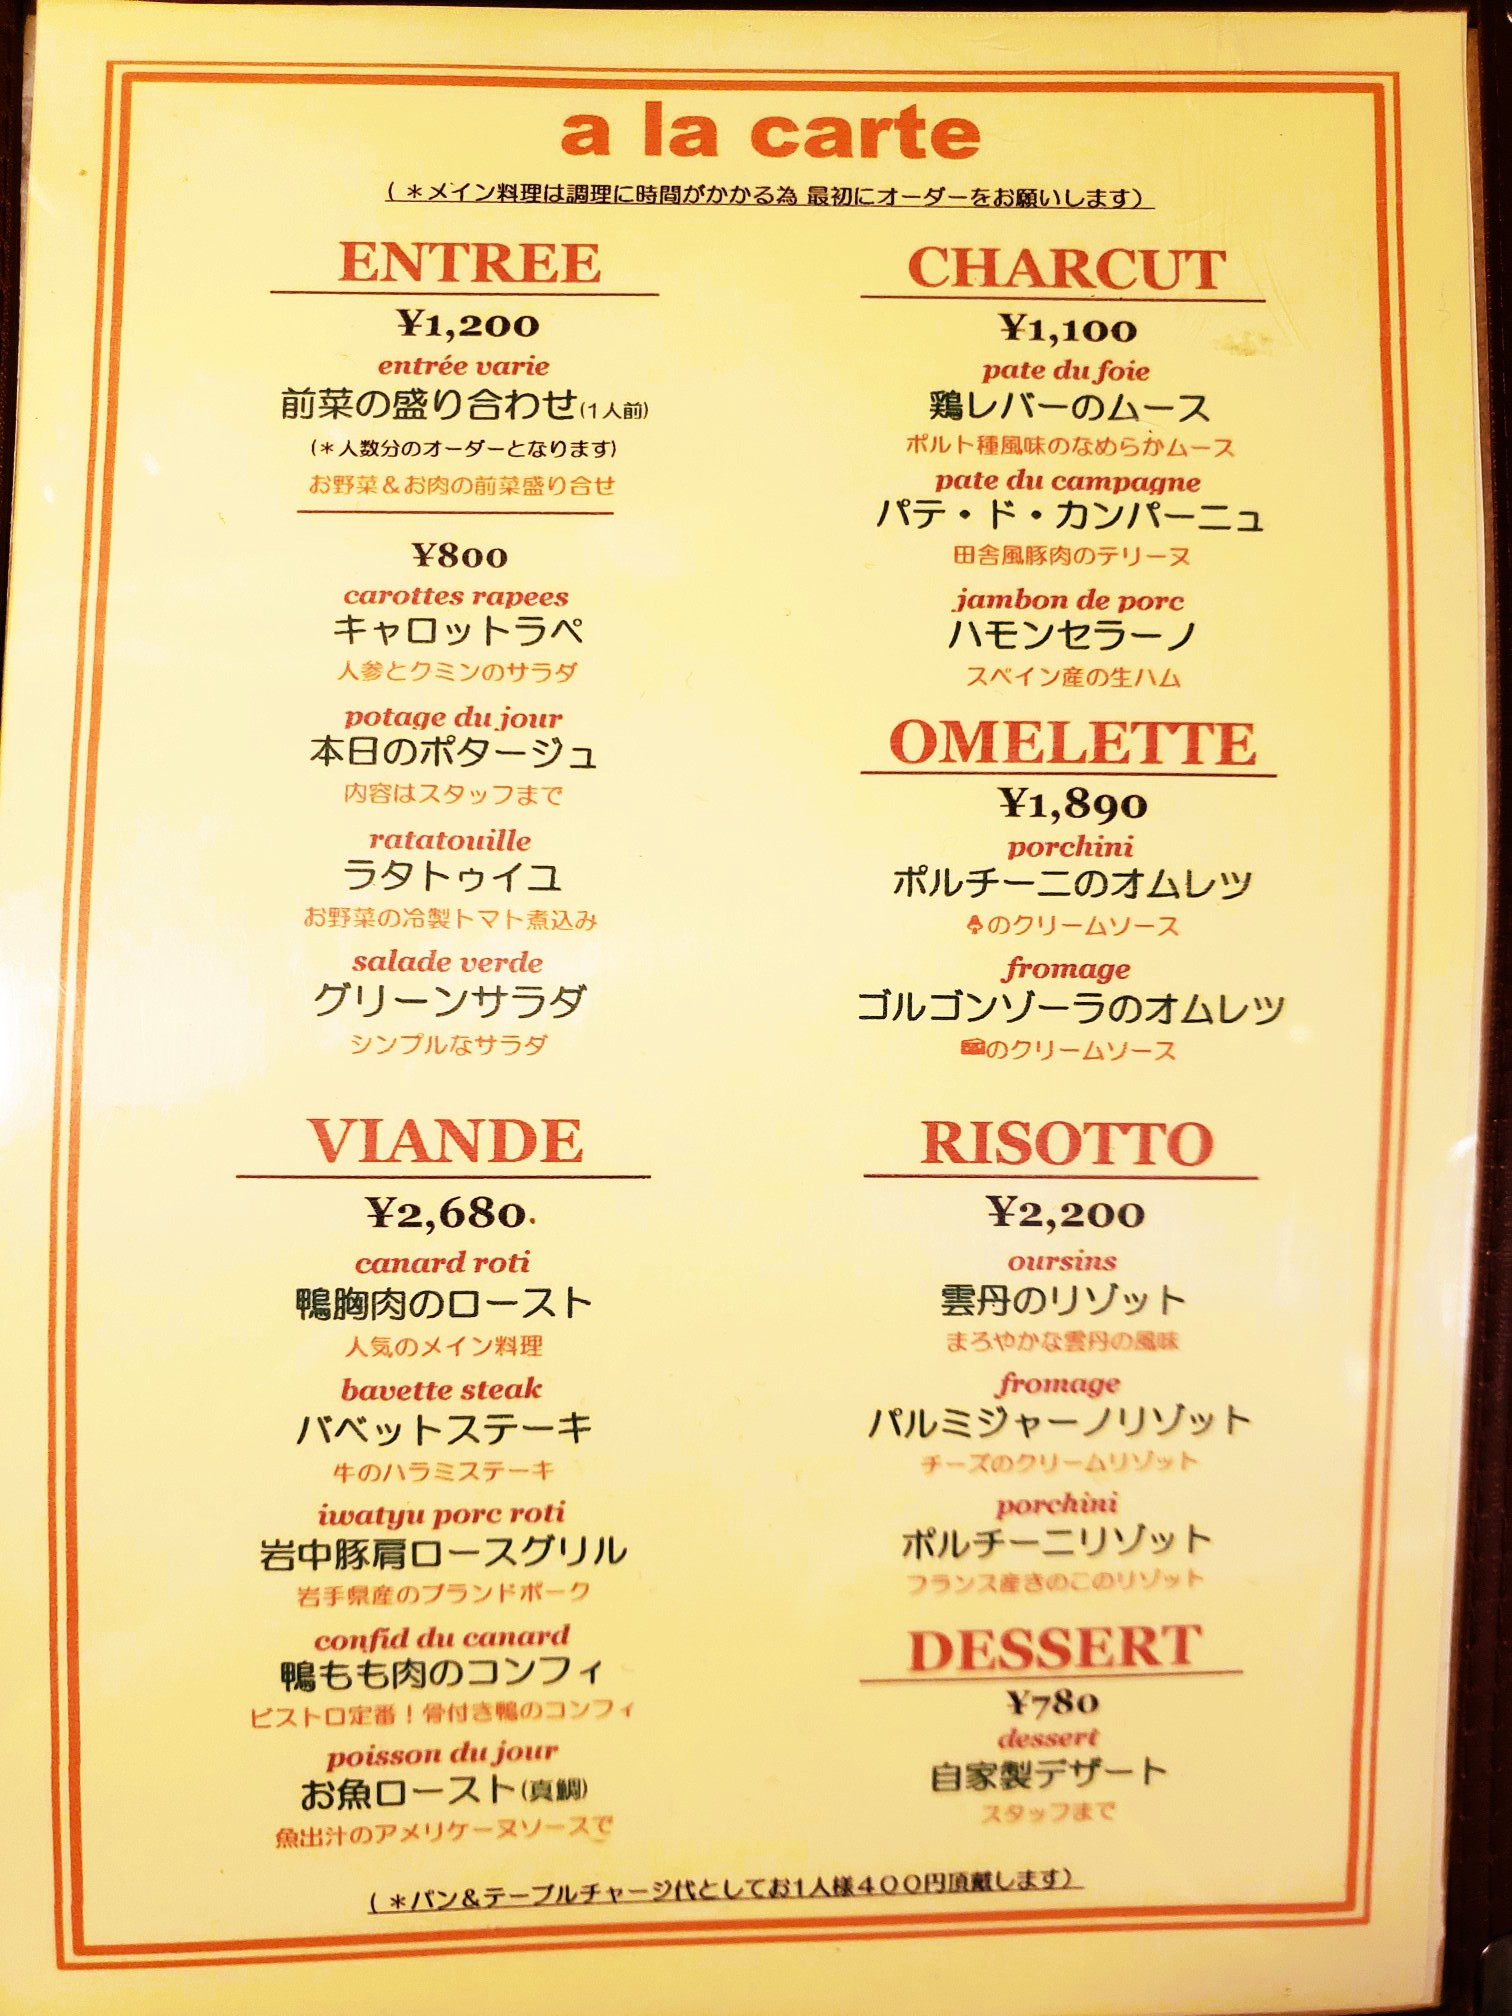 a la carte
(＊メイン料理は調理に時間がかかる為 最初にオーダーをお願いします)
ENTREE
¥1,200
entrée varie
前菜の盛り合わせ(1人前)
(＊人数分のオーダーとなります)
お野菜＆お肉の前菜盛り合せ
¥800
carottes rapees
キャロットラペ
人参とクミンのサラダ
potage du jour
本日のポタージュ
内容はスタッフまで
ratatouille
ラタトゥイユ
お野菜の冷製トマト煮込み
salade verde
グリーンサラダ
シンプルなサラダ
VIANDE
¥2,680
canard roti
鴨胸肉のロースト
人気のメイン料理
bavette steak
バベットステーキ
牛のハラミステーキ
iwatyu porc roti
岩中豚肩ロースグリル
岩手県産のブランドポーク
confid du canard
鴨もも肉のコンフィ
ビストロ定番！骨付き鴨のコンフィ
poisson du jour
お魚ロースト(真鯛)
魚出汁のアメリケーヌソースで
CHARCUT
¥1,100
pate du foie
鶏レバーのムース
ポルト種風味のなめらかムース
pate du campagne
パテ・ド・カンパーニュ
田舎風豚肉のテリーヌ
jambon de porc
ハモンセラーノ
スペイン産の生ハム
OMELETTE
¥1,890
porchini
ポルチーニのオムレツ
のクリームソース
fromage
ゴルゴンゾーラのオムレツ
のクリームソース
RISOTTO
¥2,200
oursins
雲丹のリゾット
まろやかな雲丹の風味
fromage
パルミジャーノリゾット
チーズのクリームリゾット
porchini
ポルチーニリゾット
フランス産きのこのリゾット
DESSERT
¥780
dessert
自家製デザート
スタッフまで
(＊パン＆テーブルチャージ代としてお1人様４００円頂戴します)